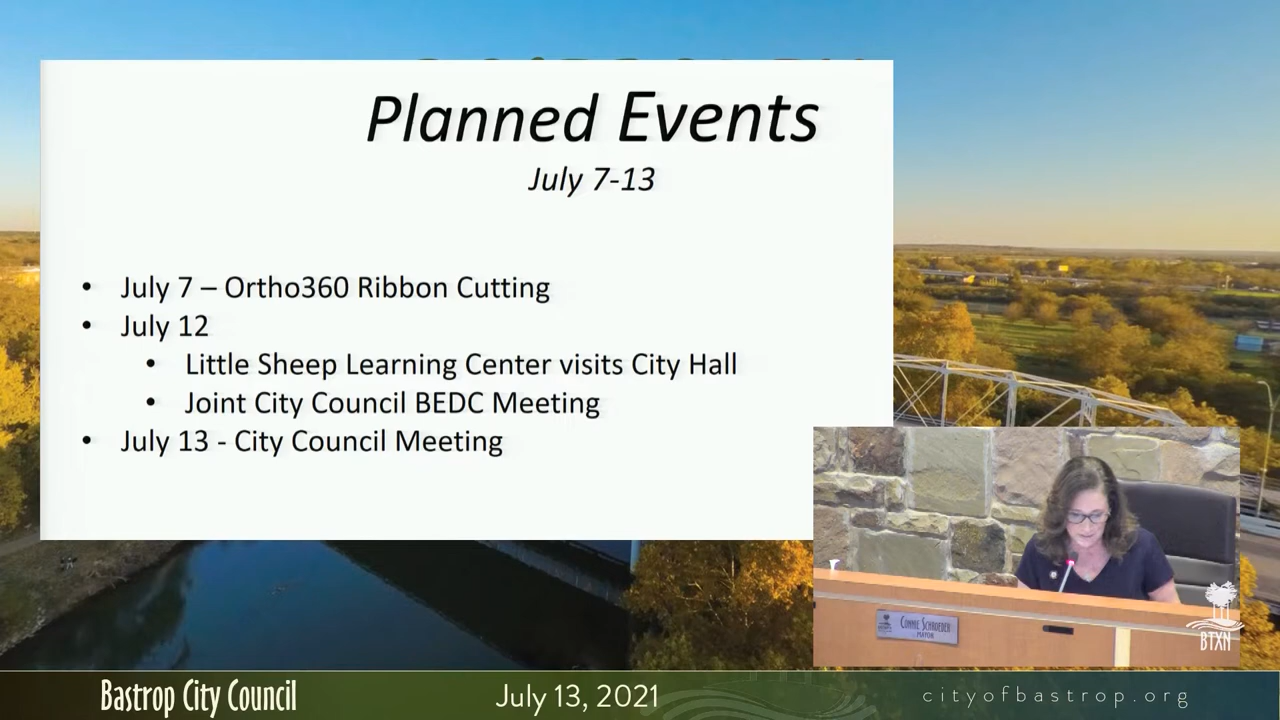 Planned Events
July 7-13
• July 7 – Ortho360 Ribbon Cutting
• July 12
• Little Sheep Learning Center visits City Hall
• Joint City Council BEDC Meeting
• July 13 - City Council Meeting
CONNIE SCHROEDER
MAYOR
BTXN
Bastrop City Council
July 13, 2021
cityofbastrop.org